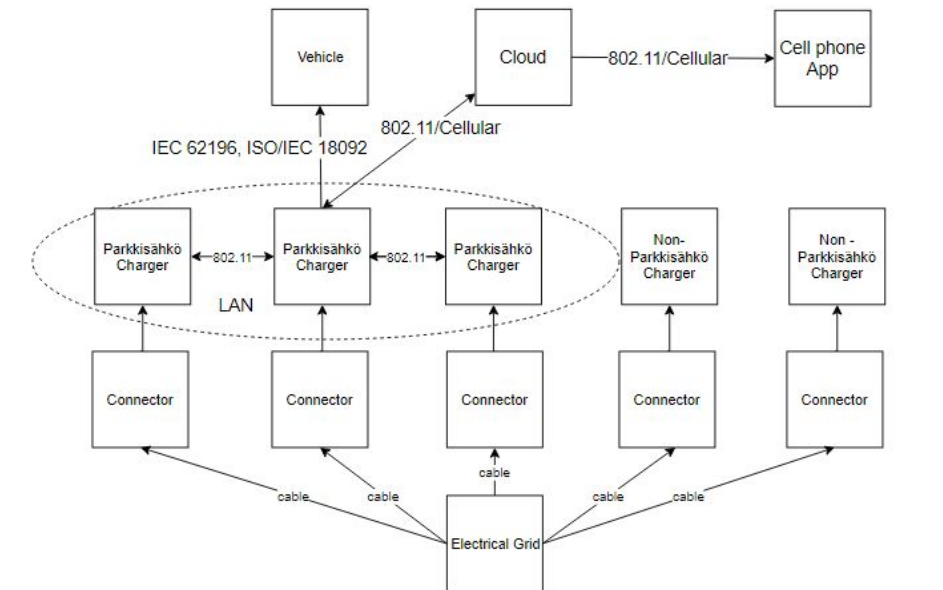 Vehicle
Cloud
802.11/Cellular
Cell phone
App
802.11/Cellular
IEC 62196, ISO/IEC 18092
Parkkisähkö
Charger
802.11
Parkkisähkö
Charger
802.11
Parkkisähkö
Charger
Non-
Parkkisähkö
Charger
Non -
Parkkisähkö
Charger
LAN
Connector
Connector
Connector
Connector
Connector
cable
cable
cable
cable
cable
Electrical Grid